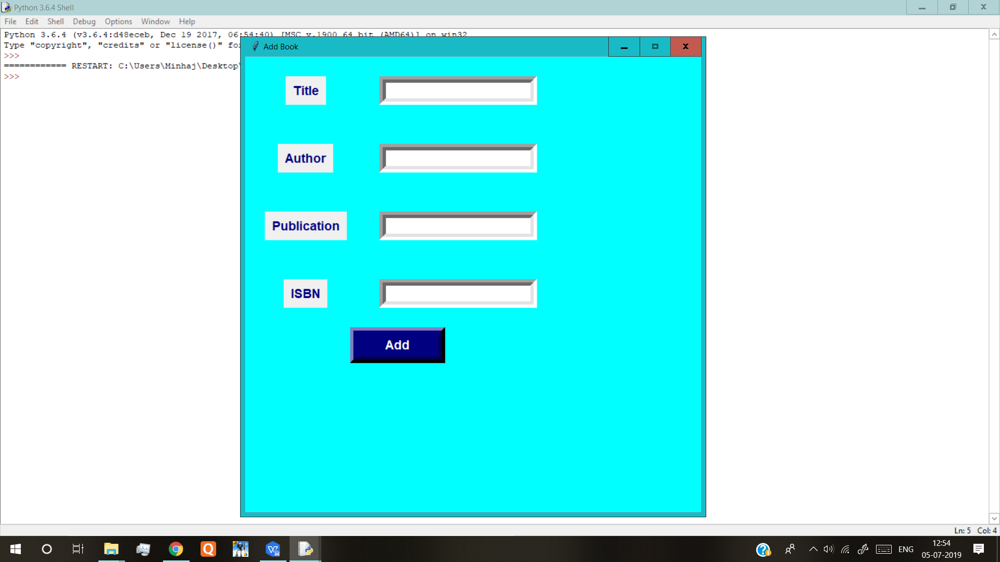 Python 3.6.4 Shell
File Edit Shell Debug Options Window Help
Python 3.6.4 (v3.6.4:d48eceb, Dec 19 2017, 06:54:40) [MSC v.1900 64 bit (AMD64)] on win32
Type "copyright", "credits" or "license()" for
>>>
============ RESTART: C:\Users\Minhaj\Desktop\
>>>
Add Book
Title
Author
Publication
ISBN
Add
Ln: 5 Col: 4
ENG
12:54
05-07-2019